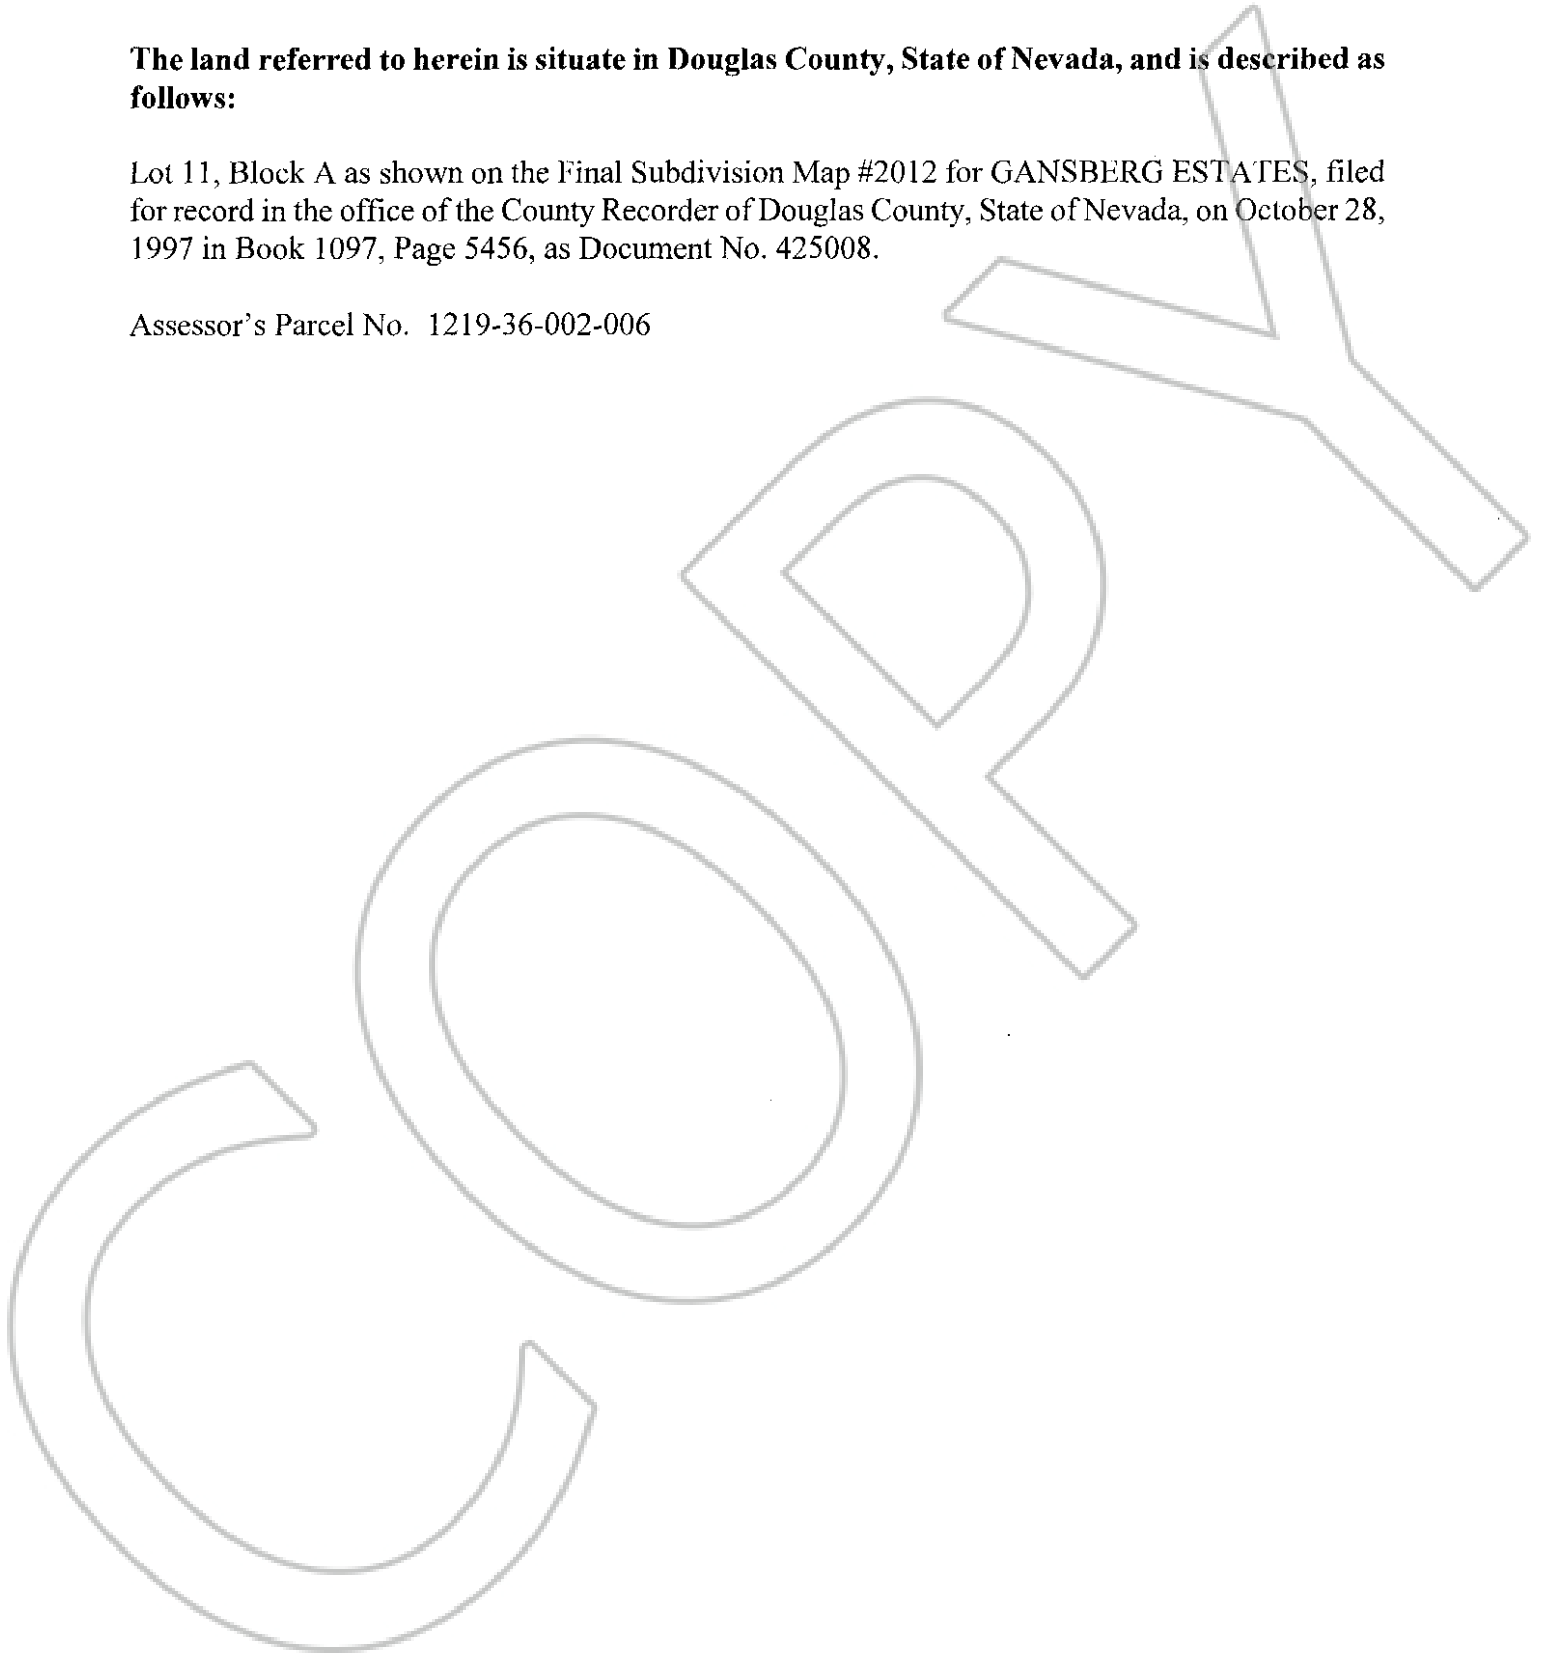 The land referred to herein is situate in Douglas County, State of Nevada, and is described as
follows:
Lot 11, Block A as shown on the Final Subdivision Map #2012 for GANSBERG ESTATES, filed
for record in the office of the County Recorder of Douglas County, State of Nevada, on October 28,
1997 in Book 1097, Page 5456, as Document No. 425008.
Assessor's Parcel No. 1219-36-002-006
COPY